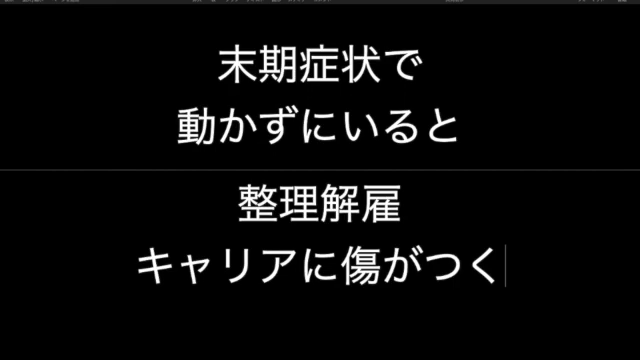 末期症状で
動かずにいると
整理解雇
キャリアに傷がつく